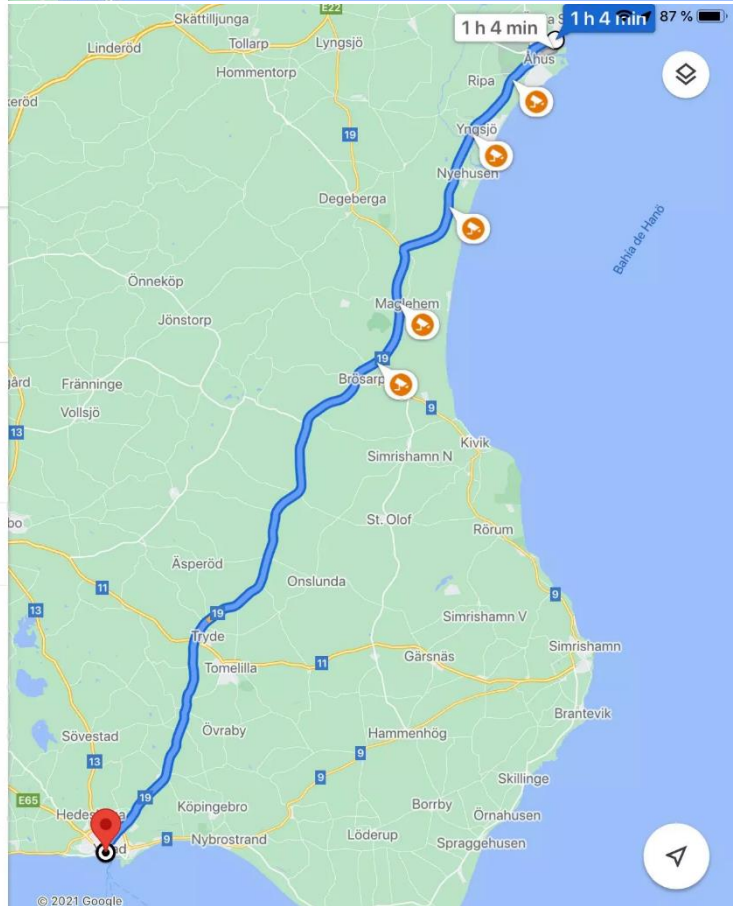 E22
Skättilljunga
1 h 4 min
1 h 4 min
87 %
Linderöd
Tollarp
Lyngsjö
Åhus
Hommentorp
Ripa
19
Yngsjö
Nyehusen
Degeberga
Bahía de Hanö
Önneköp
Maglehem
Jönstorp
19
Brösarp
Fränninge
9
Vollsjö
13
Kivik
Simrishamn N
St. Olof
Rörum
Äsperöd
Onslunda
11
9
13
19
Simrishamn V
Tryde
Simrishamn
11
Gärsnäs
Tomelilla
Brantevik
Övraby
Hammenhög
Sövestad
9
13
Skillinge
9
E65
19
Köpingebro
Borrby
Örnahusen
9
Nybrostrand
Löderup
Spraggehusen
© 2021 Google